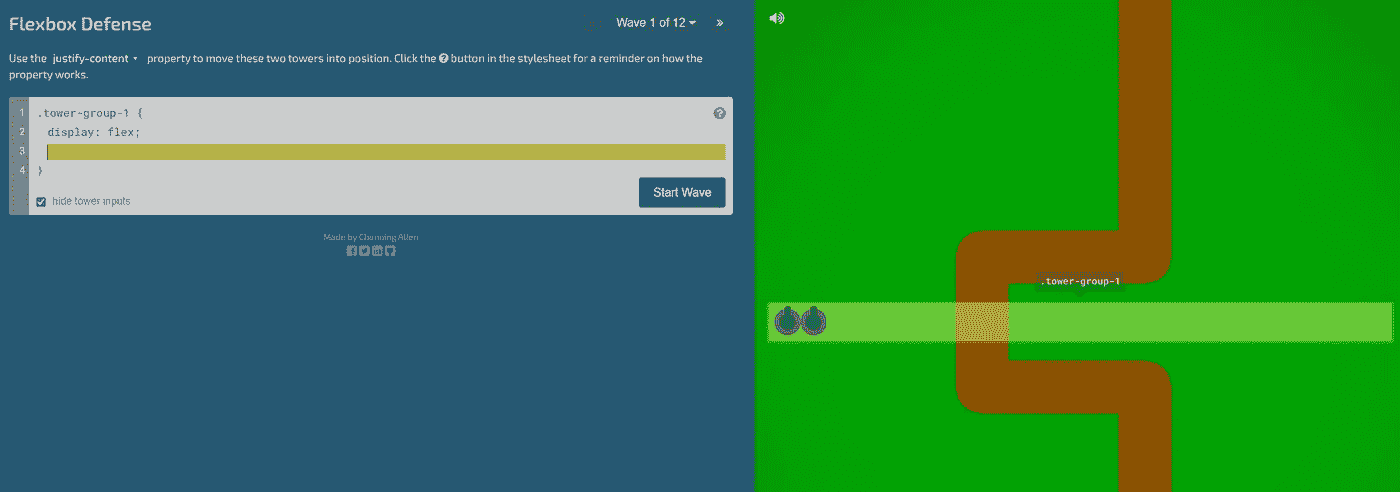 Flexbox Defense
Wave 1 of 12 »
Use the justify-content property to move these two towers into position. Click the ? button in the stylesheet for a reminder on how the
property works.
1 .tower-group-1 { ?
2 display: flex;
3
4 }
hide tower inputs
Start Wave
Made by Channing Allen
.tower-group-1